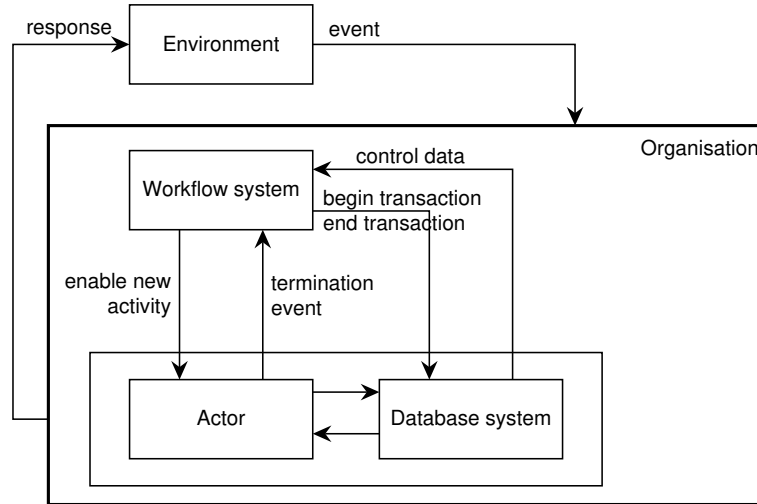 response
Environment
event
Organisation
control data
Workflow system
begin transaction
end transaction
enable new
activity
termination
event
Actor
Database system